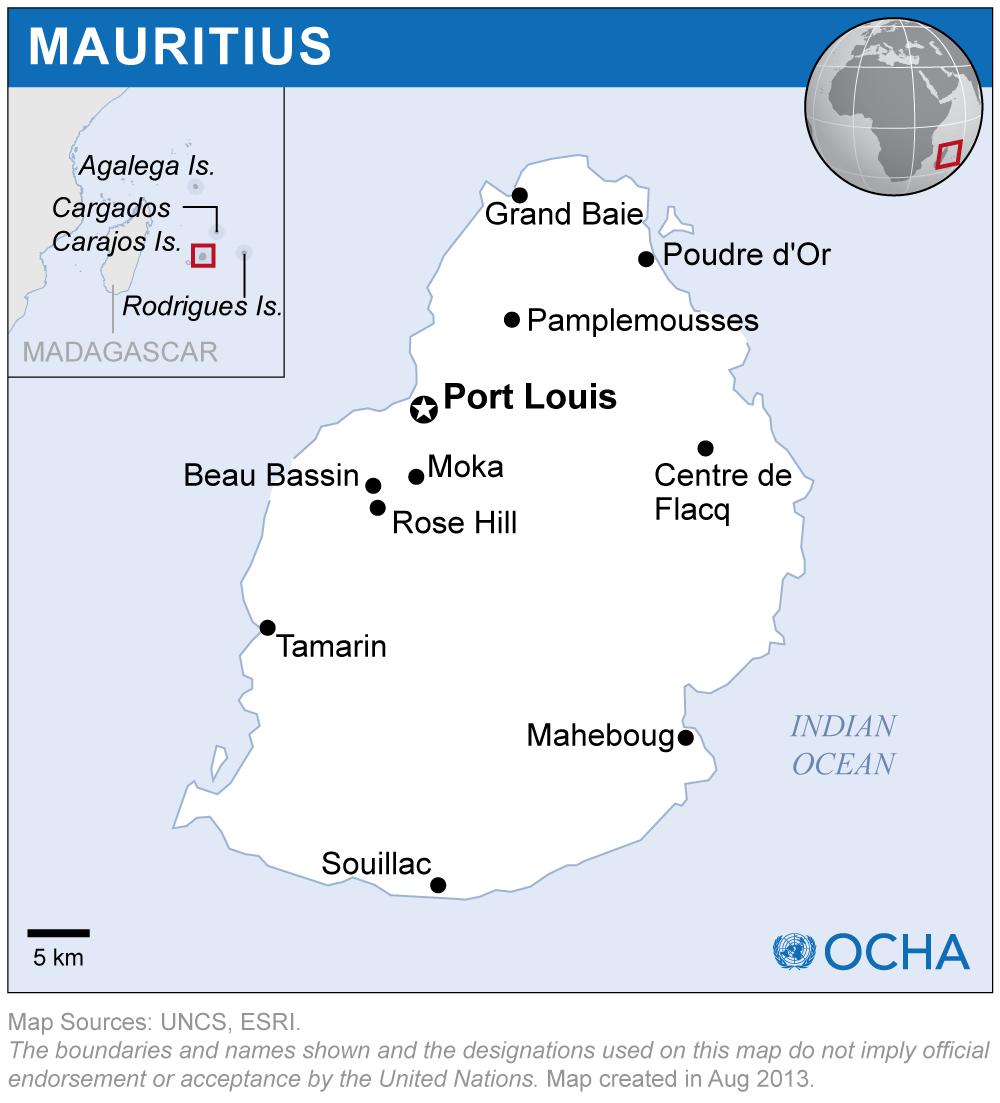 MAURITIUS
Agalega Is.
Cargados
Carajos Is.
Rodrigues Is.
MADAGASCAR
Grand Baie
Poudre d'Or
Pamplemousses
Port Louis
Beau Bassin
Moka
Rose Hill
Centre de
Flacq
Tamarin
Maheboug
INDIAN
OCEAN
Souillac
5 km
OCHA
Map Sources: UNCS, ESRI.
The boundaries and names shown and the designations used on this map do not imply official
endorsement or acceptance by the United Nations. Map created in Aug 2013.